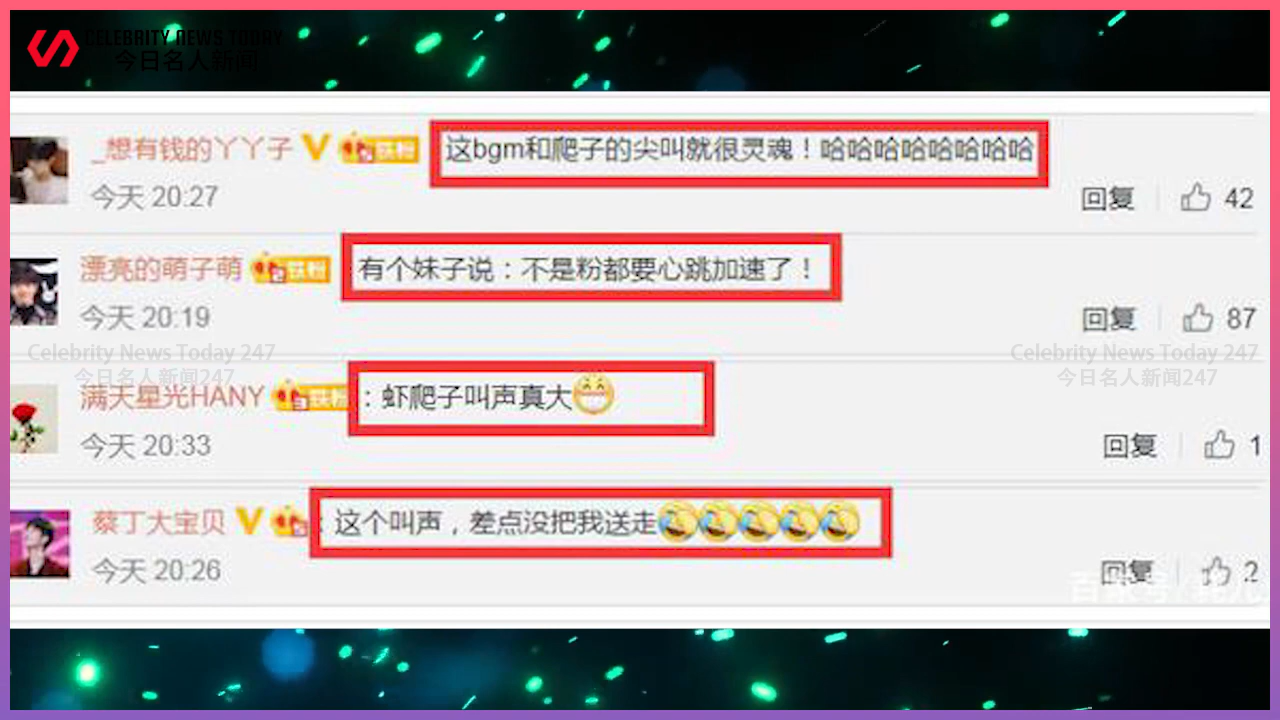 CELEBRITY NEWS TODAY
今日名人新闻
_想有钱的丫丫子 铁粉 这bgm和爬子的尖叫就很灵魂！哈哈哈哈哈哈哈哈
今天 20:27 回复 42
漂亮的萌子萌 铁粉 :有个妹子说：不是粉都要心跳加速了！
今天 20:19 回复 87
Celebrity News Today 247 Celebrity News Today 247
今日名人新闻247 今日名人新闻247
满天星光HANY 铁粉 ：虾爬子叫声真大
今天 20:33 回复 1
蔡丁大宝贝 ：这个叫声，差点没把我送走
今天 20:26 回复 2